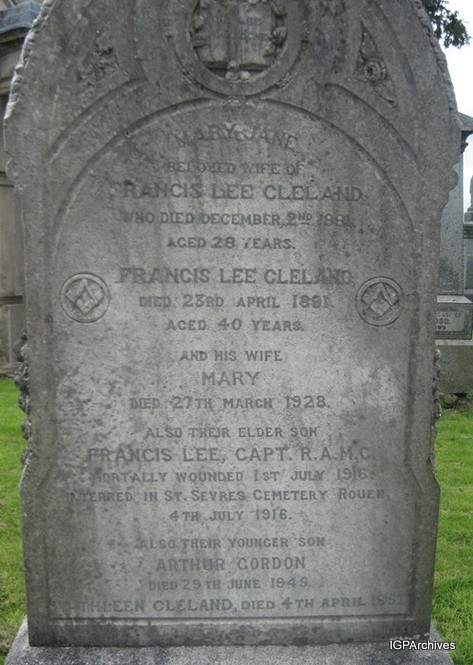 MARY JANE
BELOVED WIFE OF
FRANCIS LEE CLELAND
WHO DIED DECEMBER 2ND
AGED 28 YEARS.
FRANCIS LEE CLELAND
DIED 23RD APRIL 1891
AGED 40 YEARS.
AND HIS WIFE
MARY
DIED 27TH MARCH 1928.
ALSO THEIR ELDER SON
FRANCIS LEE, CAPT. R.A.M.C.
MORTALLY WOUNDED 1ST JULY 1916
INTERRED IN ST. SEVRES CEMETERY ROUEN
4TH JULY 1916.
ALSO THEIR YOUNGER SON
ARTHUR GORDON
DIED 29TH JUNE 1945.
KATHLEEN CLELAND, DIED 4TH APRIL
IGPArchives